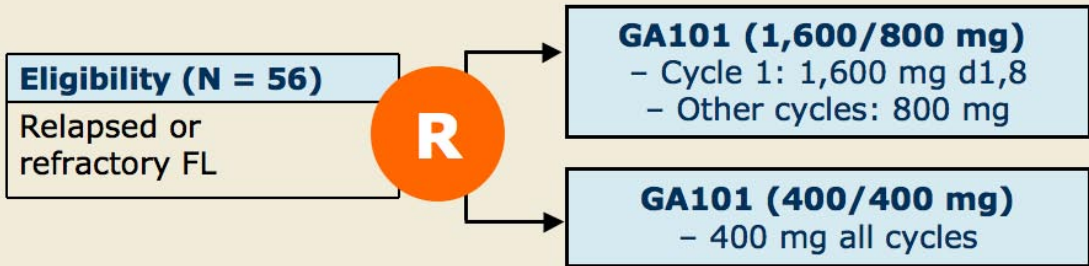 Eligibility (N = 56)
Relapsed or
refractory FL
R
GA101 (1,600/800 mg)
– Cycle 1: 1,600 mg d1,8
– Other cycles: 800 mg
GA101 (400/400 mg)
– 400 mg all cycles